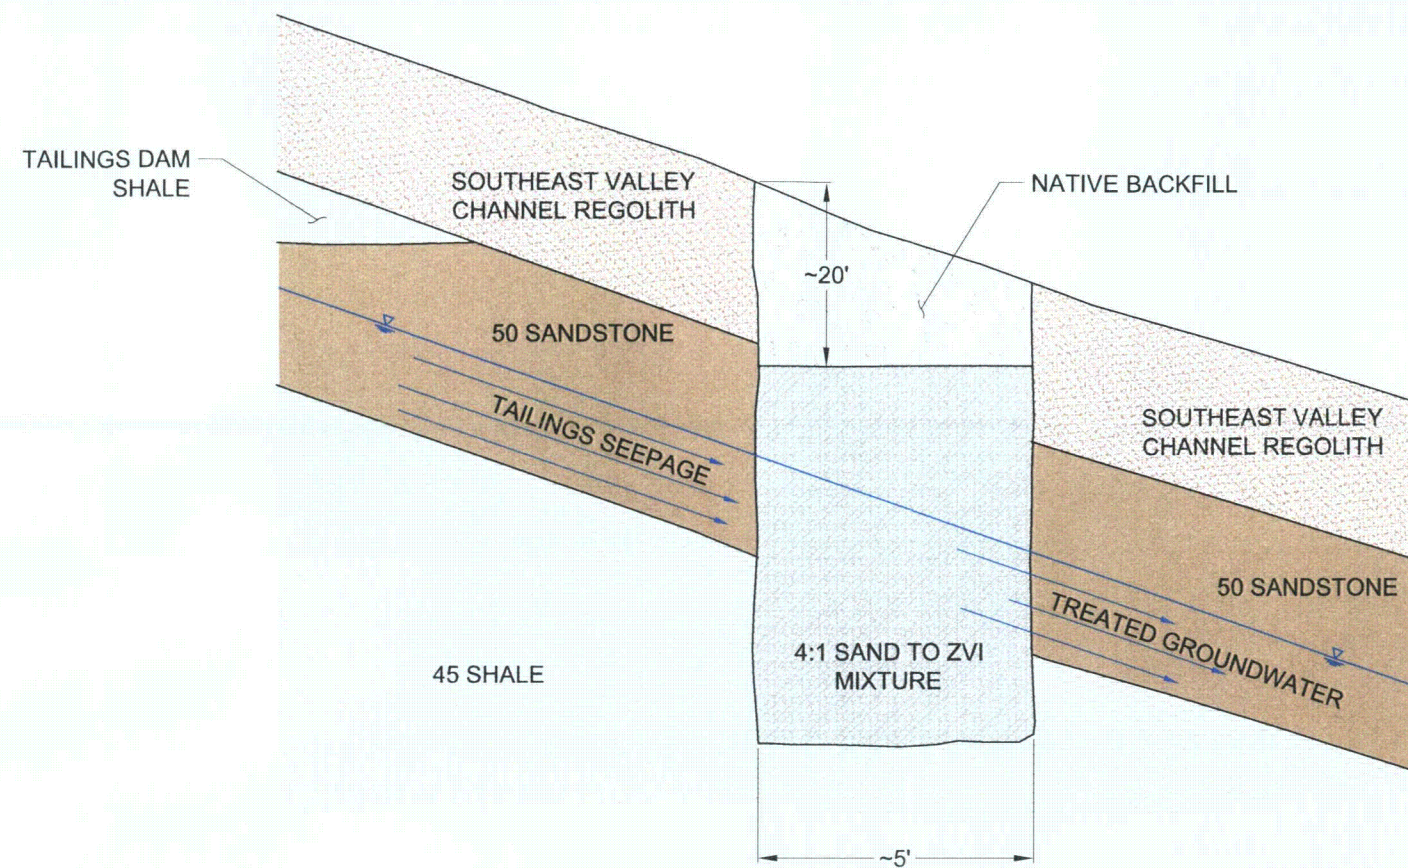 TAILINGS DAM
SHALE
SOUTHEAST VALLEY
CHANNEL REGOLITH
NATIVE BACKFILL
~20'
50 SANDSTONE
TAILINGS SEEPAGE
SOUTHEAST VALLEY
CHANNEL REGOLITH
50 SANDSTONE
TREATED GROUNDWATER
4:1 SAND TO ZVI
MIXTURE
45 SHALE
~5'